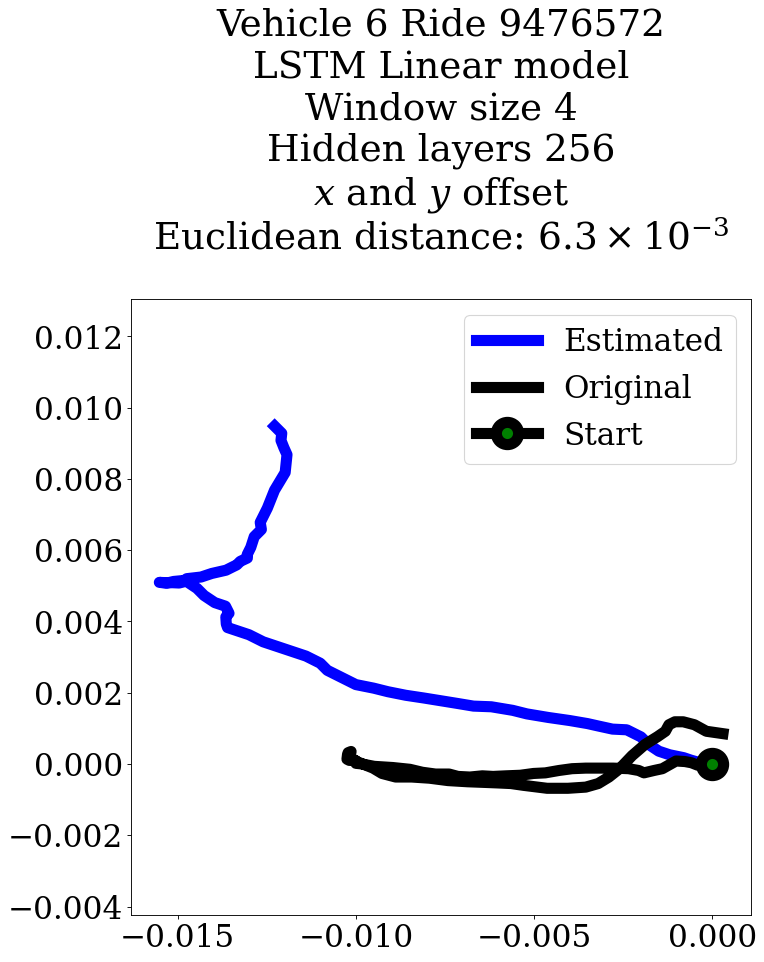 Vehicle 6 Ride 9476572
LSTM Linear model
Window size 4
Hidden layers 256
x and y offset
Euclidean distance: 6.3 × 10⁻³
Estimated
Original
Start
0.012
0.010
0.008
0.006
0.004
0.002
0.000
−0.002
−0.004
−0.015 −0.010 −0.005 0.000